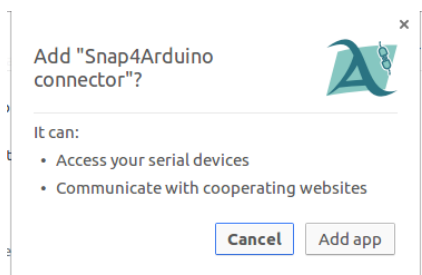 Add "Snap4Arduino
connector"?
It can:
• Access your serial devices
• Communicate with cooperating websites
Cancel
Add app